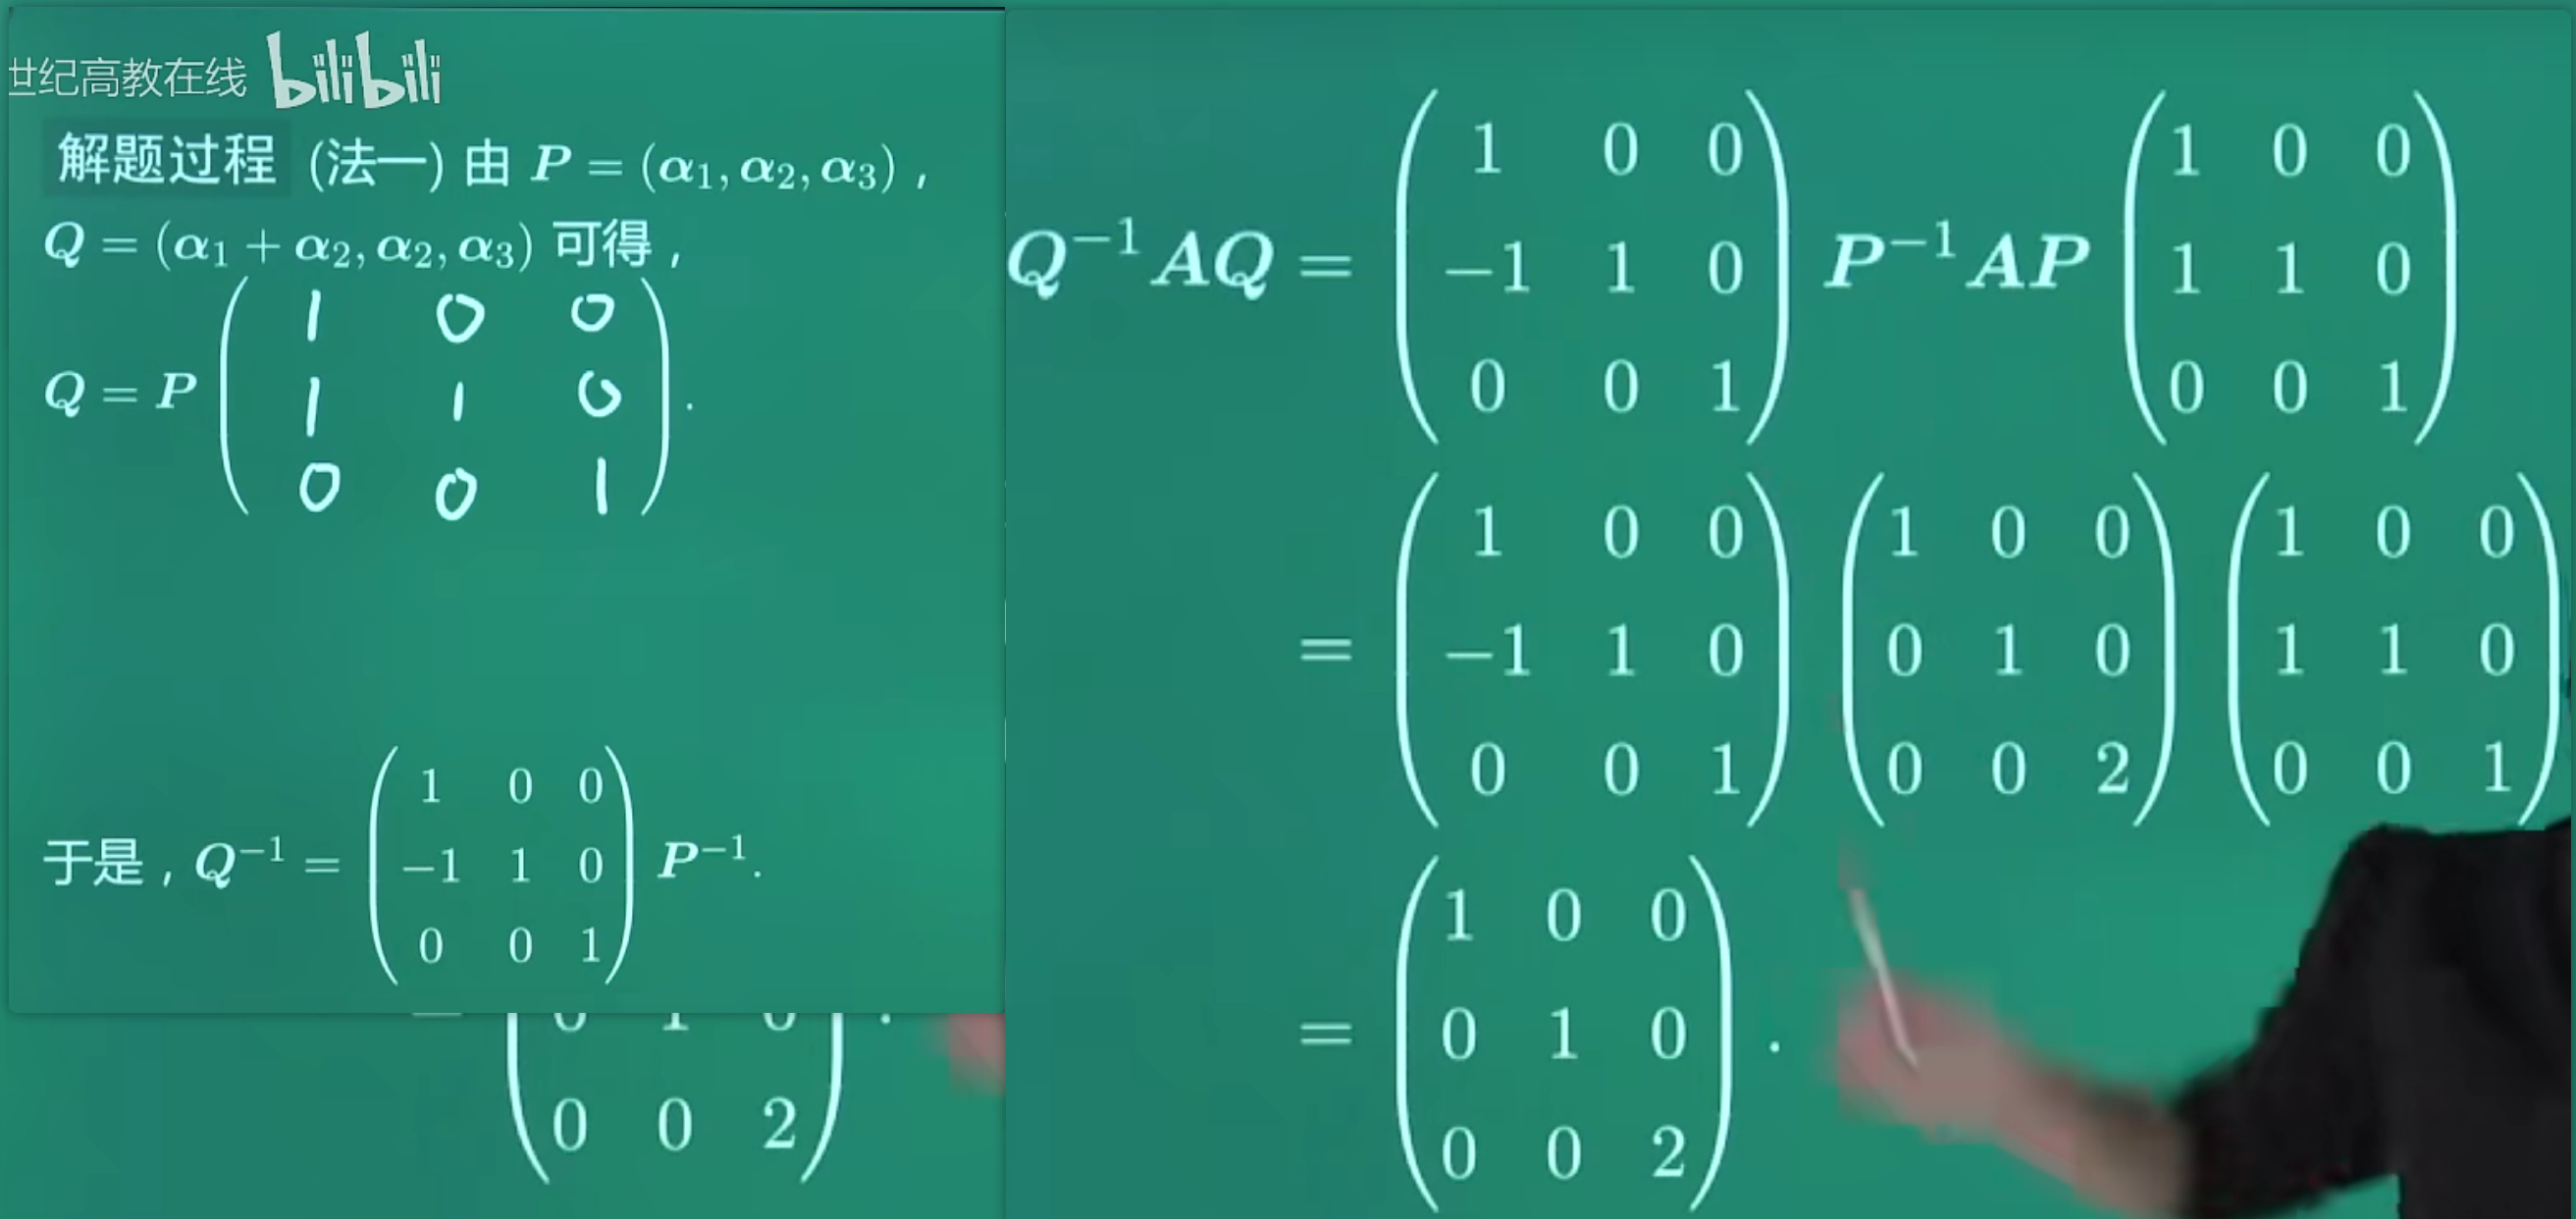 世纪高教在线 bilibili
解题过程 (法一) 由 P = (α₁, α₂, α₃) ,
Q = (α₁ + α₂, α₂, α₃) 可得 ,
1 0 0
Q = P ( 1 1 0 ) .
0 0 1
1 0 0
于是 , Q⁻¹ = ( −1 1 0 ) P⁻¹.
0 0 1
0 0 2
1 0 0 1 0 0
Q⁻¹AQ = ( −1 1 0 ) P⁻¹AP ( 1 1 0 )
0 0 1 0 0 1
1 0 0 1 0 0 1 0 0
= ( −1 1 0 ) ( 0 1 0 ) ( 1 1 0 )
0 0 1 0 0 2 0 0 1
1 0 0
= ( 0 1 0 ) .
0 0 2